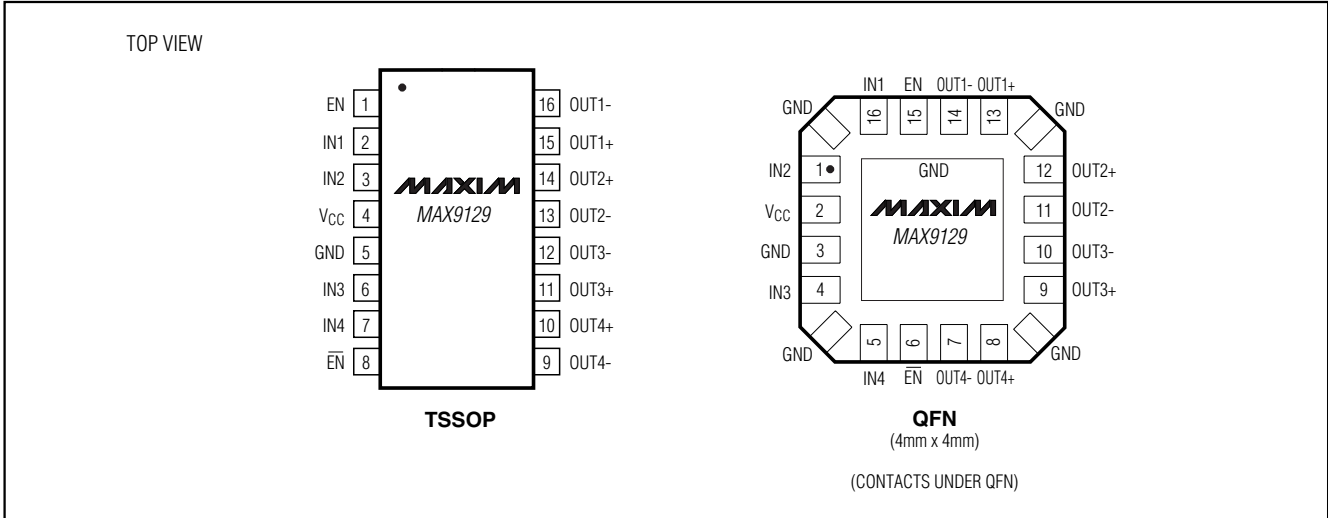 TOP VIEW
EN 1
IN1 2
IN2 3
VCC 4
GND 5
IN3 6
IN4 7
E̅N̅ 8
MAXIM
MAX9129
16 OUT1-
15 OUT1+
14 OUT2+
13 OUT2-
12 OUT3-
11 OUT3+
10 OUT4+
9 OUT4-
TSSOP
IN1 EN OUT1- OUT1+
GND 16 15 14 13 GND
IN2 1
VCC 2
GND 3
IN3 4
GND
MAXIM
MAX9129
12 OUT2+
11 OUT2-
10 OUT3-
9 OUT3+
GND 5 6 7 8 GND
IN4 E̅N̅ OUT4- OUT4+
QFN
(4mm x 4mm)
(CONTACTS UNDER QFN)